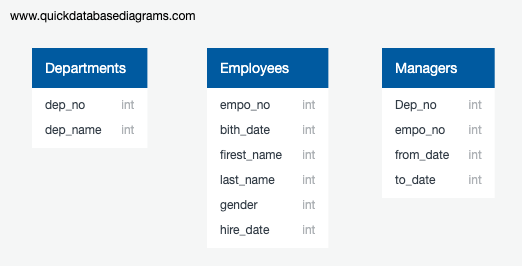 www.quickdatabasediagrams.com
Departments
dep_no int
dep_name int
Employees
empo_no int
bith_date int
firest_name int
last_name int
gender int
hire_date int
Managers
Dep_no int
empo_no int
from_date int
to_date int